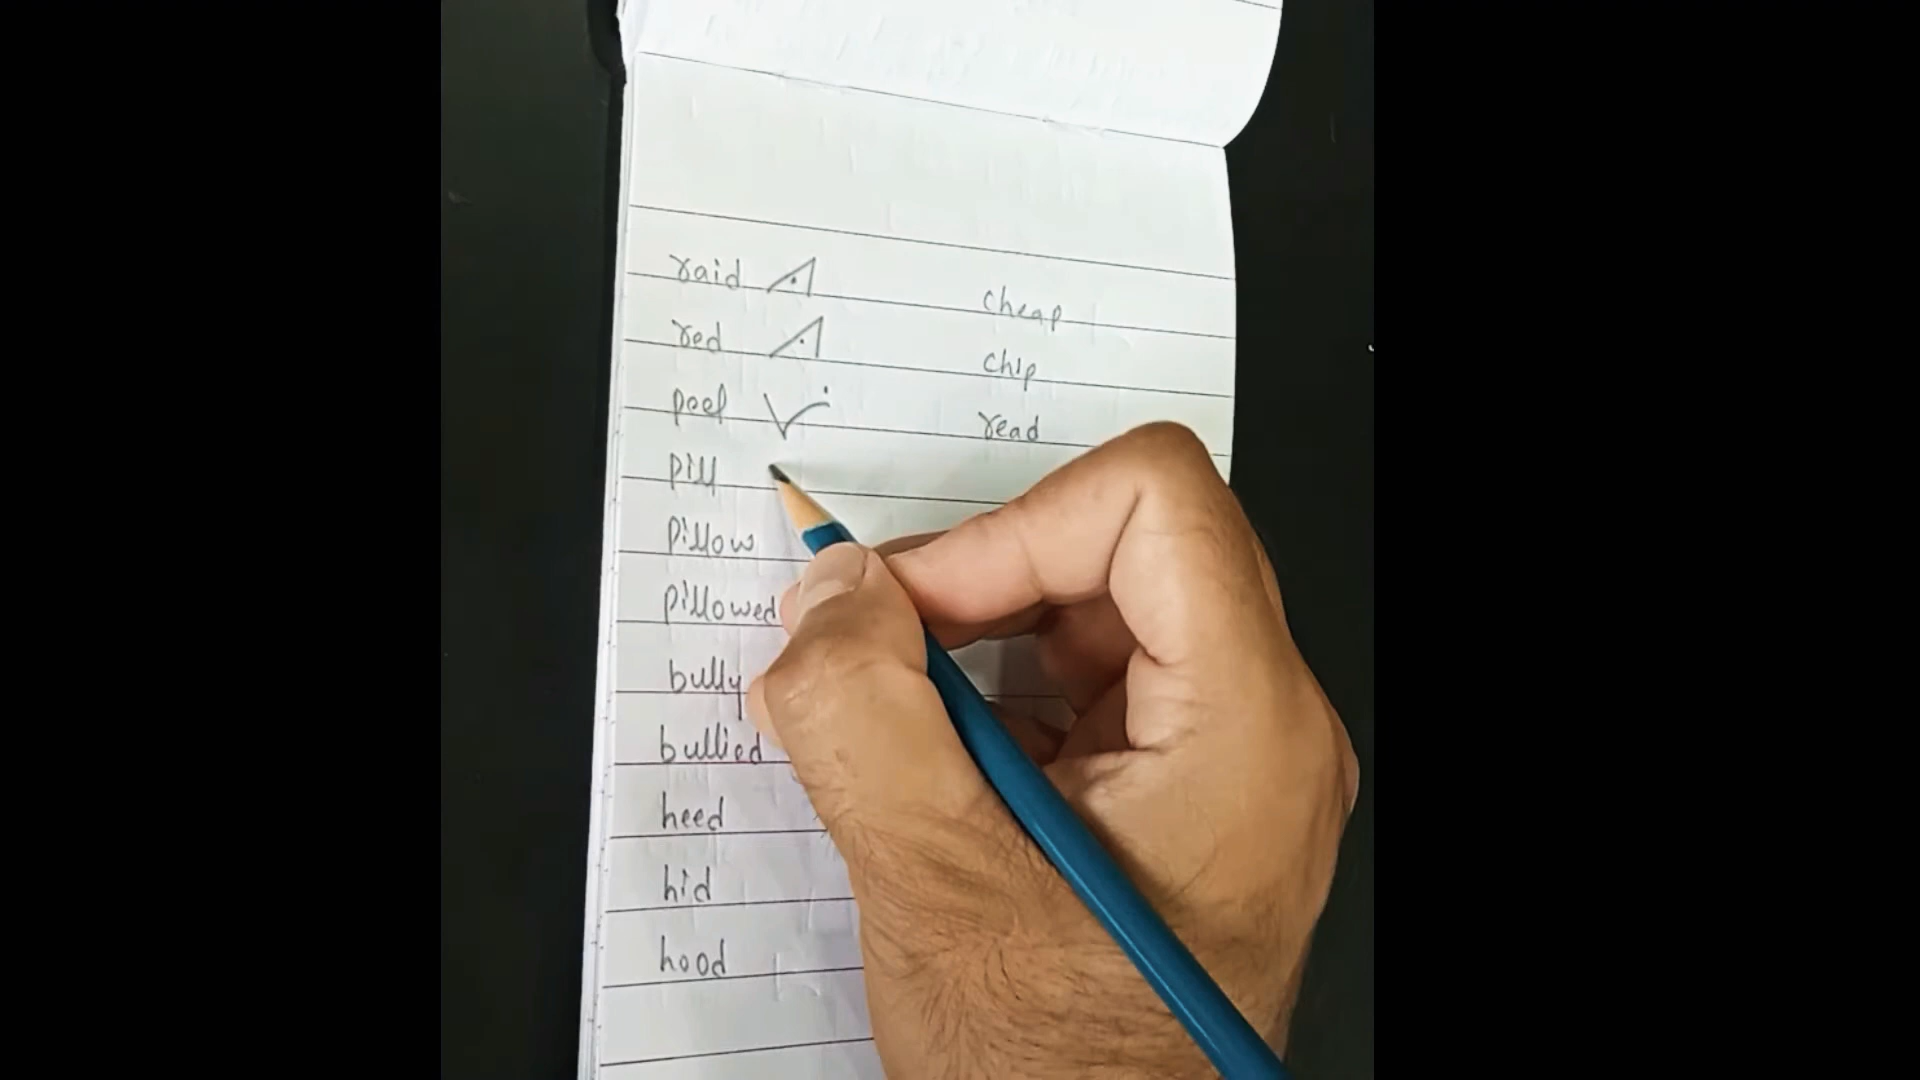 raid
red
peel
pill
pillow
pillowed
bully
bullied
heed
hid
hood
cheap
chip
read